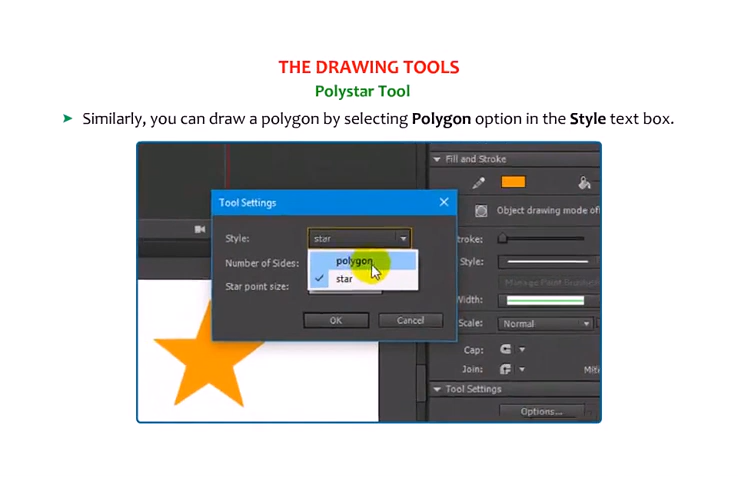 THE DRAWING TOOLS
Polystar Tool
➤ Similarly, you can draw a polygon by selecting Polygon option in the Style text box.
Fill and Stroke
Tool Settings
Object drawing mode off
Style: star
troke:
polygon
Style:
Number of Sides:
star
Star point size:
Width:
OK Cancel
Scale: Normal
Cap:
Join:
Tool Settings
Options...